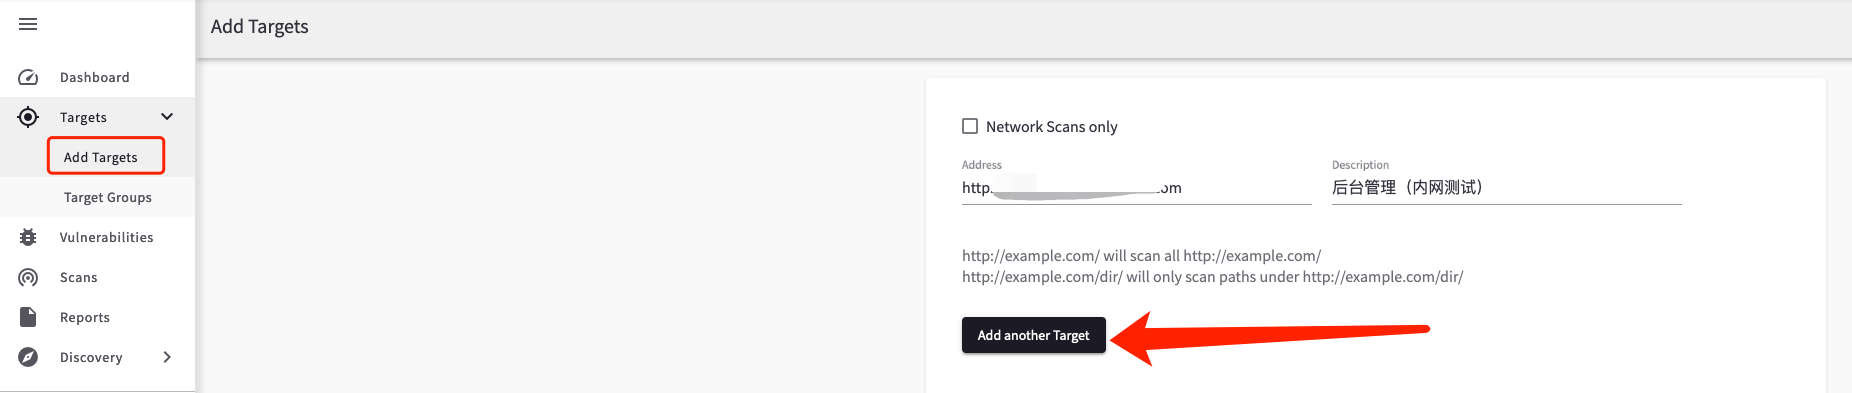 Add Targets
Dashboard
Targets
Add Targets
Target Groups
Vulnerabilities
Scans
Reports
Discovery
Network Scans only
Address
Description
http
om
后台管理（内网测试）
http://example.com/ will scan all http://example.com/
http://example.com/dir/ will only scan paths under http://example.com/dir/
Add another Target